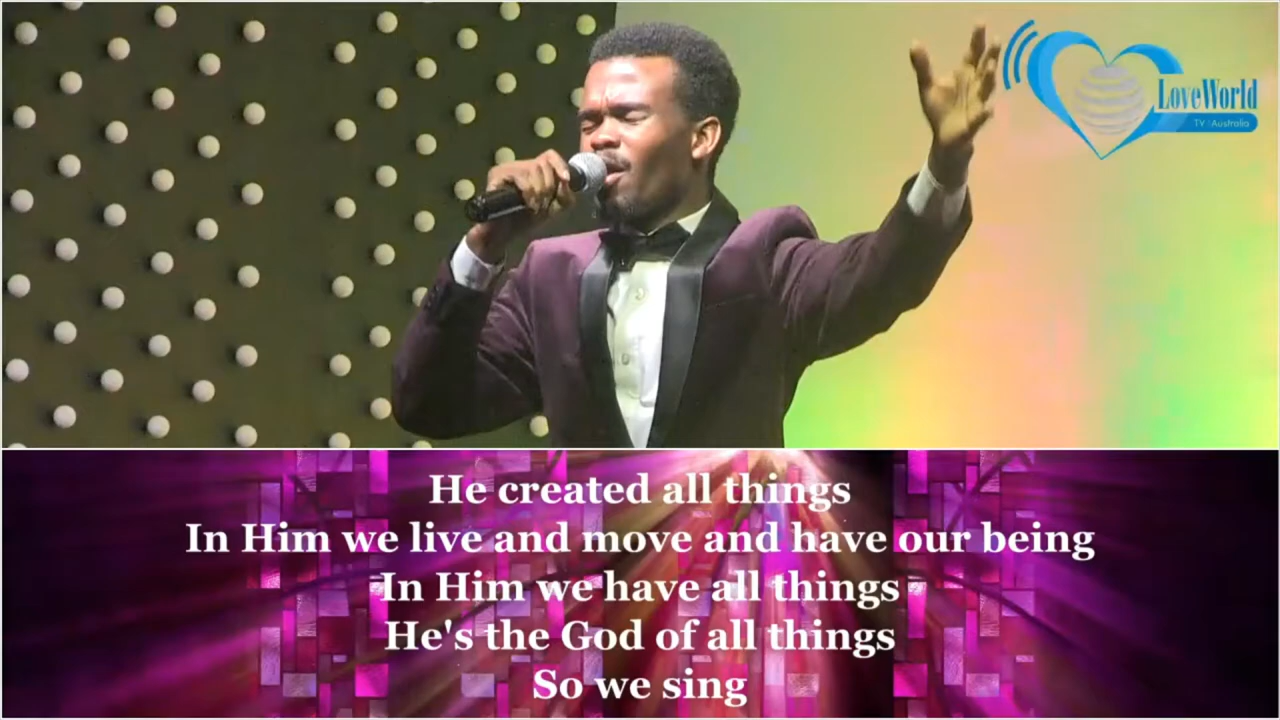 LoveWorld
TV Australia
He created all things
In Him we live and move and have our being
In Him we have all things
He's the God of all things
So we sing